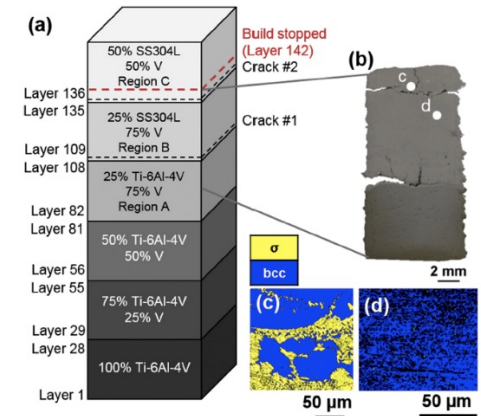 (a)
50% SS304L
50% V
Region C
Build stopped
(Layer 142)
Crack #2
Layer 136
Layer 135
25% SS304L
75% V
Region B
Crack #1
Layer 109
Layer 108
25% Ti-6Al-4V
75% V
Region A
Layer 82
Layer 81
50% Ti-6Al-4V
50% V
Layer 56
Layer 55
75% Ti-6Al-4V
25% V
Layer 29
Layer 28
100% Ti-6Al-4V
Layer 1
(b)
c
d
2 mm
σ
bcc
(c)
(d)
50 µm
50 µm